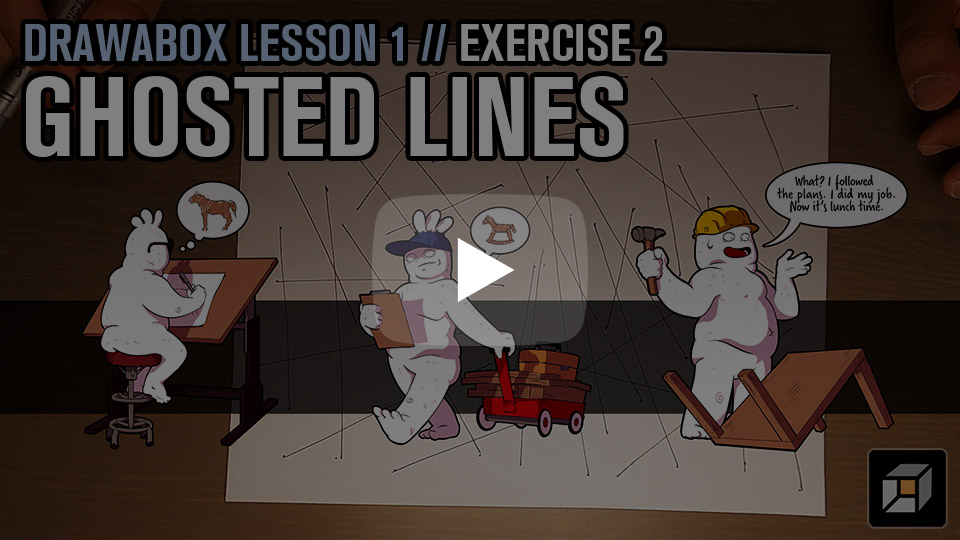 DRAWABOX LESSON 1 // EXERCISE 2
GHOSTED LINES
What? I followed
the plans. I did my job.
Now it's lunch time.